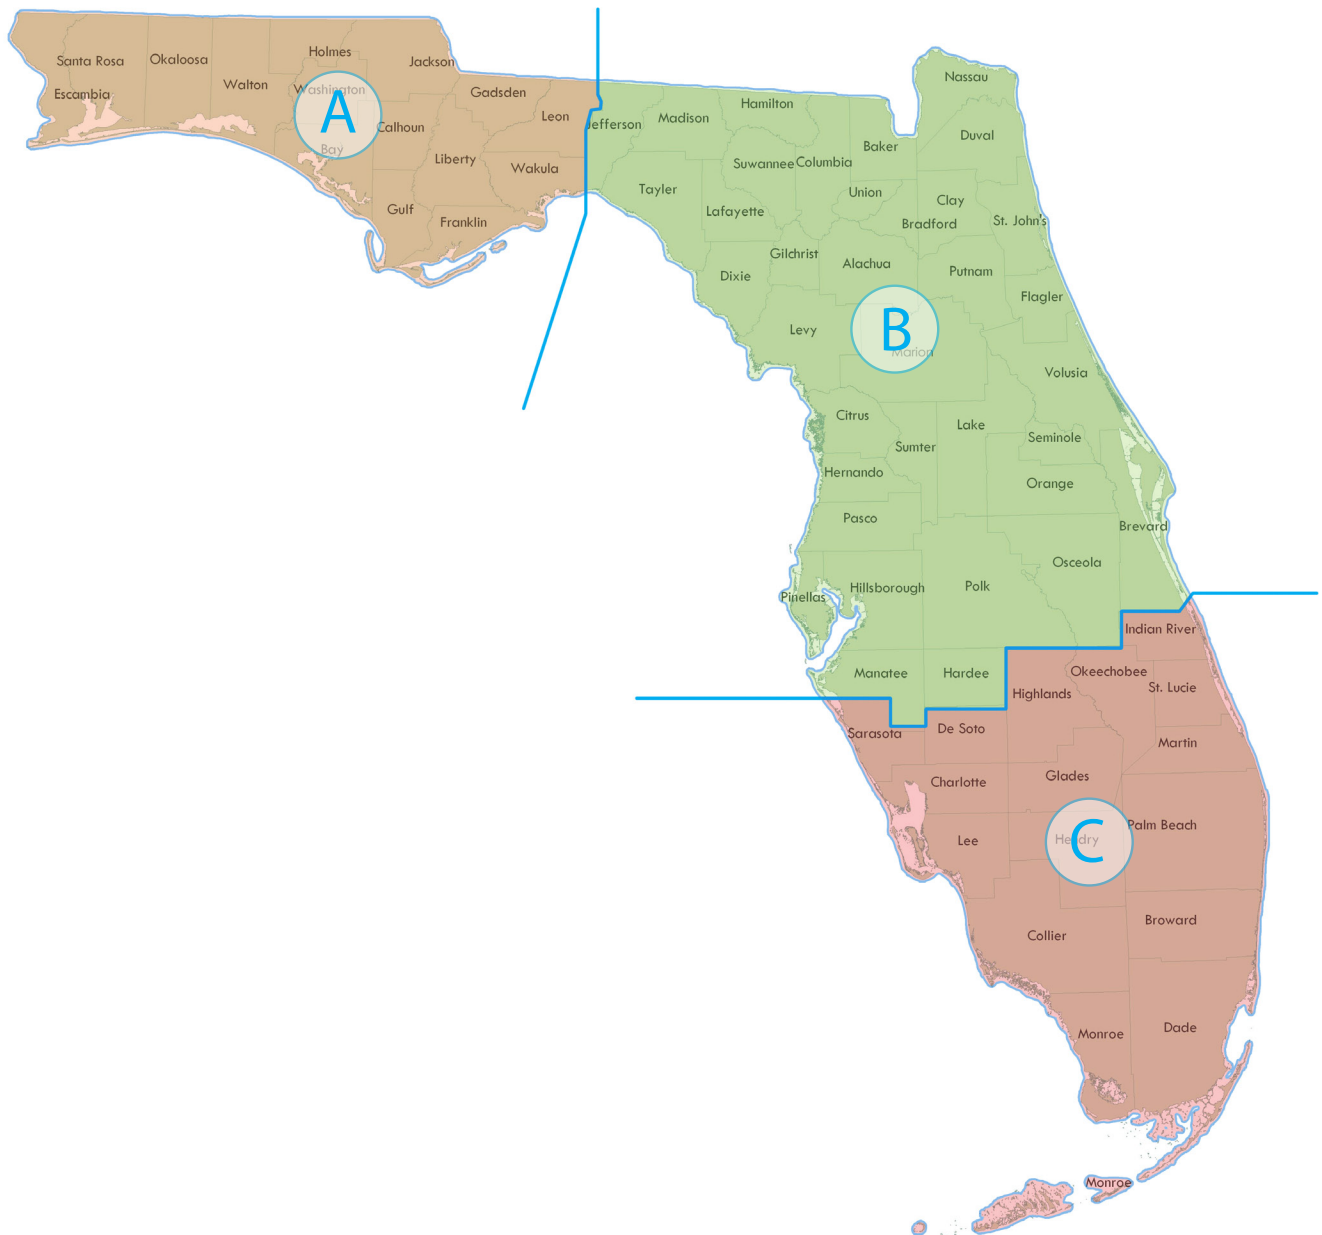 Santa Rosa
Okaloosa
Holmes
Jackson
Walton
Washington
Escambia
Gadsden
Leon
A
Calhoun
Bay
Liberty
Wakula
Gulf
Franklin
Nassau
Hamilton
Madison
Jefferson
Duval
Baker
Suwannee
Columbia
Tayler
Union
Clay
Lafayette
Bradford
St. John's
Gilchrist
Alachua
Dixie
Putnam
Flagler
Levy
B
Marion
Volusia
Citrus
Lake
Sumter
Seminole
Hernando
Orange
Pasco
Brevard
Osceola
Hillsborough
Polk
Pinellas
Manatee
Hardee
Indian River
Okeechobee
Highlands
St. Lucie
Sarasota
De Soto
Martin
Charlotte
Glades
Palm Beach
Lee
Hendry
C
Broward
Collier
Dade
Monroe
Monroe